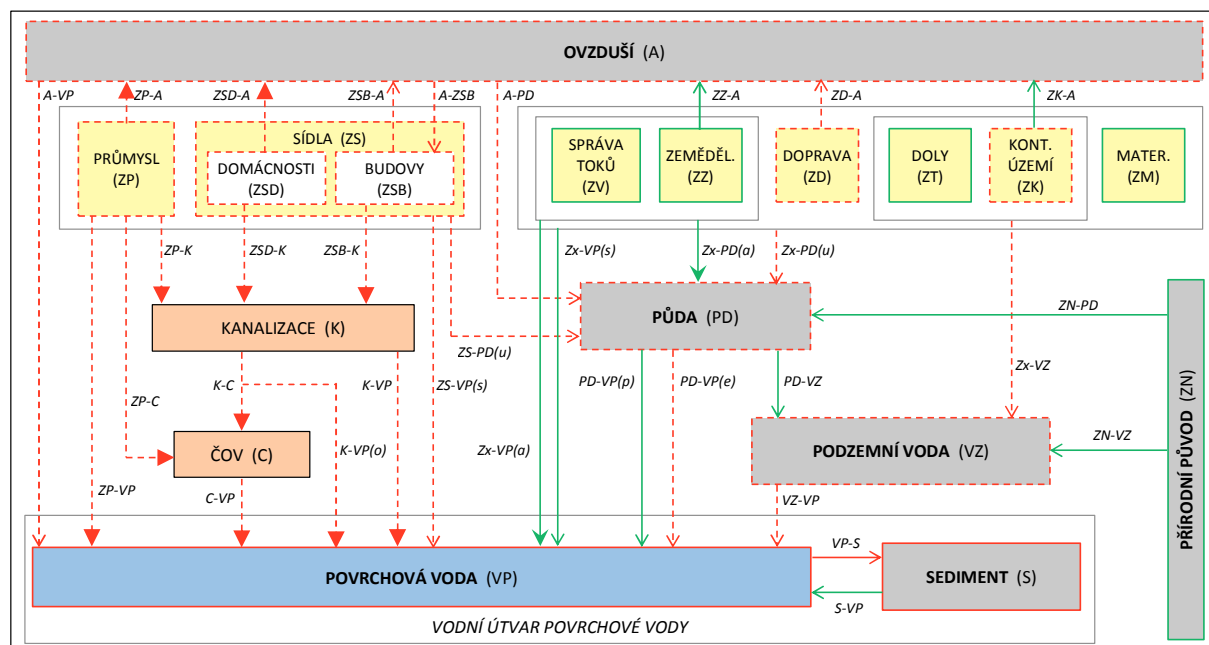 OVZDUŠÍ (A)
A-VP
ZP-A
ZSD-A
ZSB-A
A-ZSB
A-PD
ZZ-A
ZD-A
ZK-A
PRŮMYSL
(ZP)
SÍDLA (ZS)
DOMÁCNOSTI
(ZSD)
BUDOVY
(ZSB)
SPRÁVA
TOKŮ
(ZV)
ZEMĚDĚL.
(ZZ)
DOPRAVA
(ZD)
DOLY
(ZT)
KONT.
ÚZEMÍ
(ZK)
MATER.
(ZM)
ZP-K
ZSD-K
ZSB-K
Zx-VP(s)
Zx-PD(a)
Zx-PD(u)
KANALIZACE (K)
PŮDA (PD)
ZN-PD
ZS-PD(u)
ZP-C
K-C
K-VP
ZS-VP(s)
PD-VP(p)
PD-VP(e)
PD-VZ
Zx-VZ
ČOV (C)
K-VP(o)
Zx-VP(a)
PODZEMNÍ VODA (VZ)
ZN-VZ
ZP-VP
C-VP
VZ-VP
PŘÍRODNÍ PŮVOD (ZN)
POVRCHOVÁ VODA (VP)
VP-S
SEDIMENT (S)
S-VP
VODNÍ ÚTVAR POVRCHOVÉ VODY